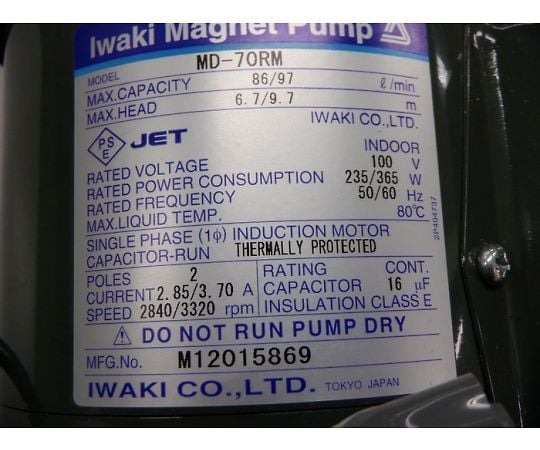 Iwaki Magnet Pump
MODEL MD-70RM
MAX.CAPACITY 86/97 ℓ/min
MAX.HEAD 6.7/9.7 m
IWAKI CO.,LTD.
PS
E
JET
INDOOR
RATED VOLTAGE 100 V
RATED POWER CONSUMPTION 235/365 W
RATED FREQUENCY 50/60 Hz
MAX.LIQUID TEMP. 80℃
SINGLE PHASE (1φ) INDUCTION MOTOR
CAPACITOR-RUN THERMALLY PROTECTED
POLES 2 RATING CONT.
CURRENT 2.85/3.70 A CAPACITOR 16 μF
SPEED 2840/3320 rpm INSULATION CLASS E
2P404737
⚠ DO NOT RUN PUMP DRY
MFG.No. M12015869
IWAKI CO.,LTD. TOKYO JAPAN